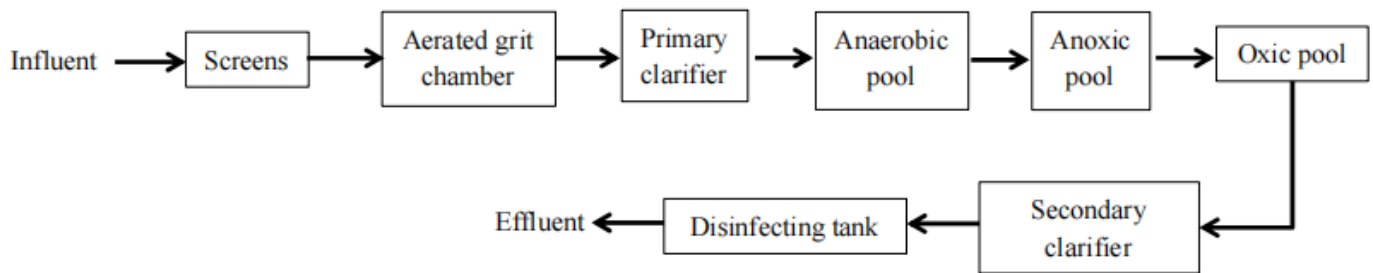 Influent
Screens
Aerated grit
chamber
Primary
clarifier
Anaerobic
pool
Anoxic
pool
Oxic pool
Secondary
clarifier
Disinfecting tank
Effluent